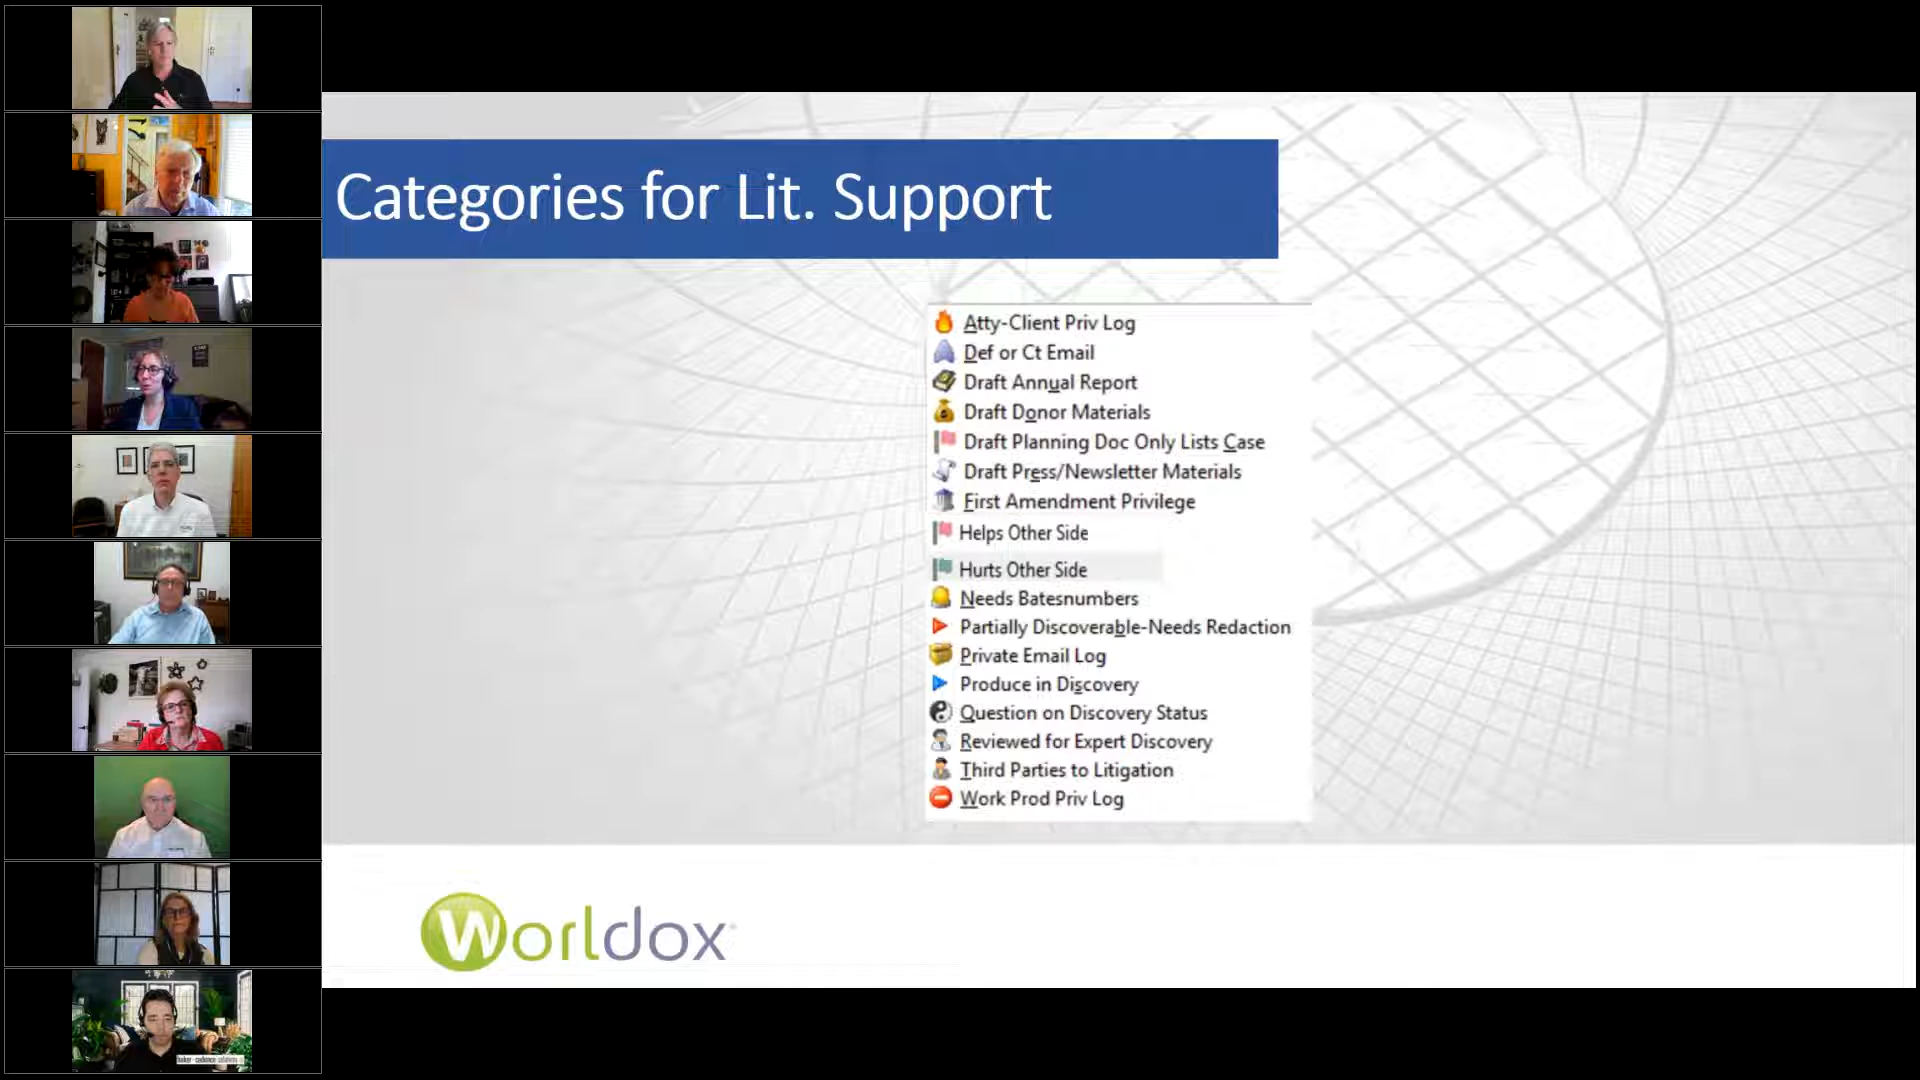 Categories for Lit. Support
Atty-Client Priv Log
Def or Ct Email
Draft Annual Report
Draft Donor Materials
Draft Planning Doc Only Lists Case
Draft Press/Newsletter Materials
First Amendment Privilege
Helps Other Side
Hurts Other Side
Needs Batesnumbers
Partially Discoverable-Needs Redaction
Private Email Log
Produce in Discovery
Question on Discovery Status
Reviewed for Expert Discovery
Third Parties to Litigation
Work Prod Priv Log
Worldox